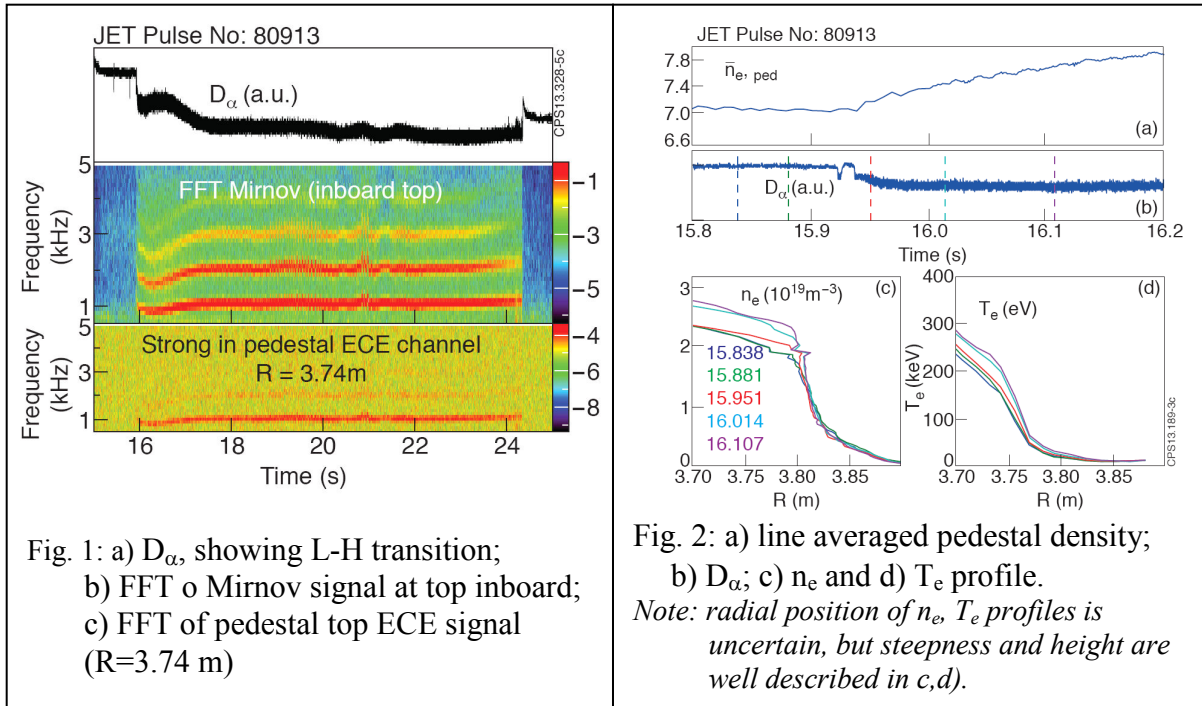 JET Pulse No: 80913
Dα (a.u.)
CPS13.328-5c
5
3
1
Frequency
(kHz)
FFT Mirnov (inboard top)
−1
−3
−5
5
3
1
Frequency
(kHz)
Strong in pedestal ECE channel
R = 3.74m
−4
−6
−8
16 18 20 22 24
Time (s)
Fig. 1: a) Dα, showing L-H transition;
b) FFT o Mirnov signal at top inboard;
c) FFT of pedestal top ECE signal
(R=3.74 m)
JET Pulse No: 80913
7.8
7.4
7.0
6.6
n̄e, ped
(a)
Dα (a.u.)
(b)
15.8 15.9 16.0 16.1 16.2
Time (s)
3
2
1
0
ne (10¹⁹m⁻³) (c)
15.838
15.881
15.951
16.014
16.107
3.70 3.75 3.80 3.85
R (m)
400
300
200
100
0
Te (keV)
Te (eV)
(d)
CPS13.189-3c
3.70 3.75 3.80 3.85
R (m)
Fig. 2: a) line averaged pedestal density;
b) Dα; c) ne and d) Te profile.
Note: radial position of ne, Te profiles is
uncertain, but steepness and height are
well described in c,d).